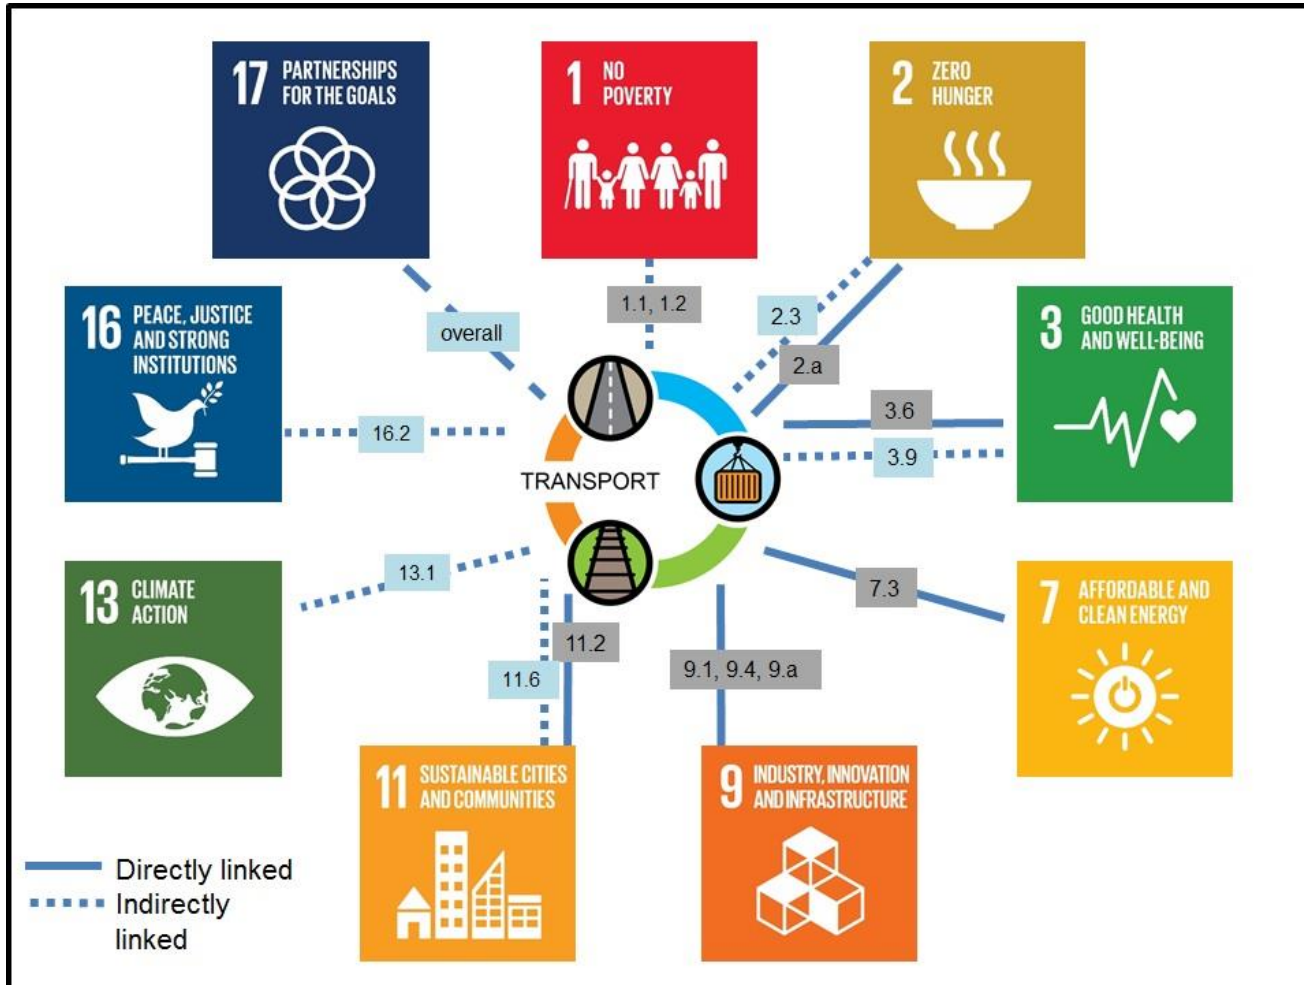 17 PARTNERSHIPS
FOR THE GOALS
1 NO
POVERTY
2 ZERO
HUNGER
16 PEACE, JUSTICE
AND STRONG
INSTITUTIONS
3 GOOD HEALTH
AND WELL-BEING
overall
1.1, 1.2
2.3
2.a
3.6
3.9
16.2
TRANSPORT
13 CLIMATE
ACTION
13.1
7.3
7 AFFORDABLE AND
CLEAN ENERGY
11.2
11.6
9.1, 9.4, 9.a
11 SUSTAINABLE CITIES
AND COMMUNITIES
9 INDUSTRY, INNOVATION
AND INFRASTRUCTURE
Directly linked
Indirectly
linked